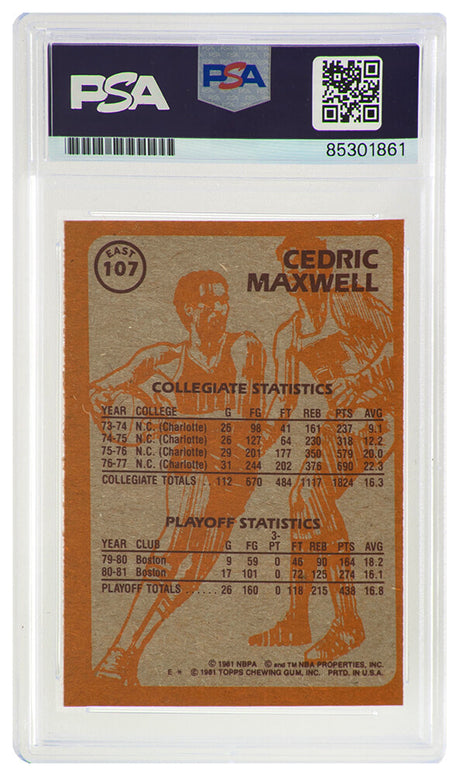 PSA
PSA
85301861
EAST
107
CEDRIC
MAXWELL
COLLEGIATE STATISTICS
YEAR COLLEGE G FG FT REB PTS AVG
73-74 N.C. (Charlotte) 26 98 41 161 237 9.1
74-75 N.C. (Charlotte) 26 127 64 230 318 12.2
75-76 N.C. (Charlotte) 29 201 177 350 579 20.0
76-77 N.C. (Charlotte) 31 244 202 376 690 22.3
COLLEGIATE TOTALS . . 112 670 484 1117 1824 16.3
PLAYOFF STATISTICS
3-
YEAR CLUB G FG PT FT REB PTS AVG
79-80 Boston 9 59 0 46 90 164 18.2
80-81 Boston 17 101 0 72 125 274 16.1
PLAYOFF TOTALS . . . . . 26 160 0 118 215 438 16.8
© 1981 NBPA © and TM NBA PROPERTIES, INC.
E * © 1981 TOPPS CHEWING GUM, INC. PRTD. IN U.S.A.